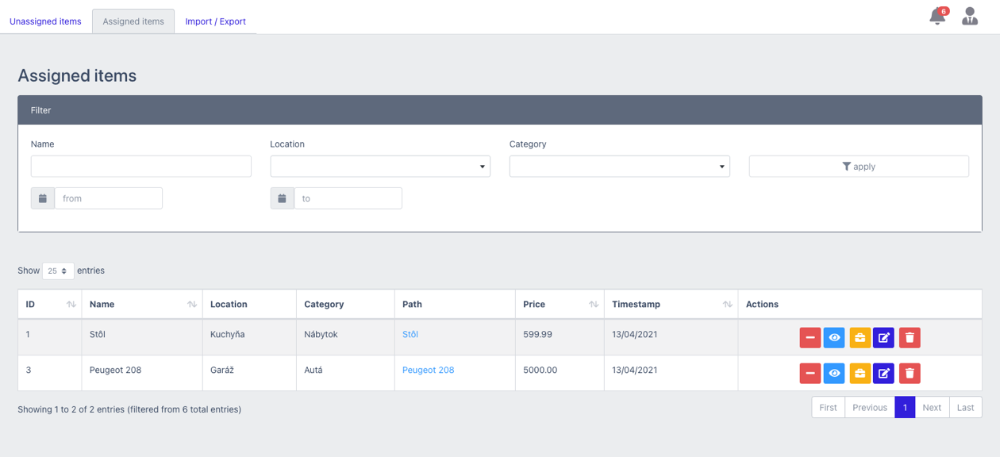 Unassigned items Assigned items Import / Export 6
Assigned items
Filter
Name Location Category
apply
from to
Show 25 entries
ID Name Location Category Path Price Timestamp Actions
1 Stôl Kuchyňa Nábytok Stôl 599.99 13/04/2021
3 Peugeot 208 Garáž Autá Peugeot 208 5000.00 13/04/2021
Showing 1 to 2 of 2 entries (filtered from 6 total entries) First Previous 1 Next Last